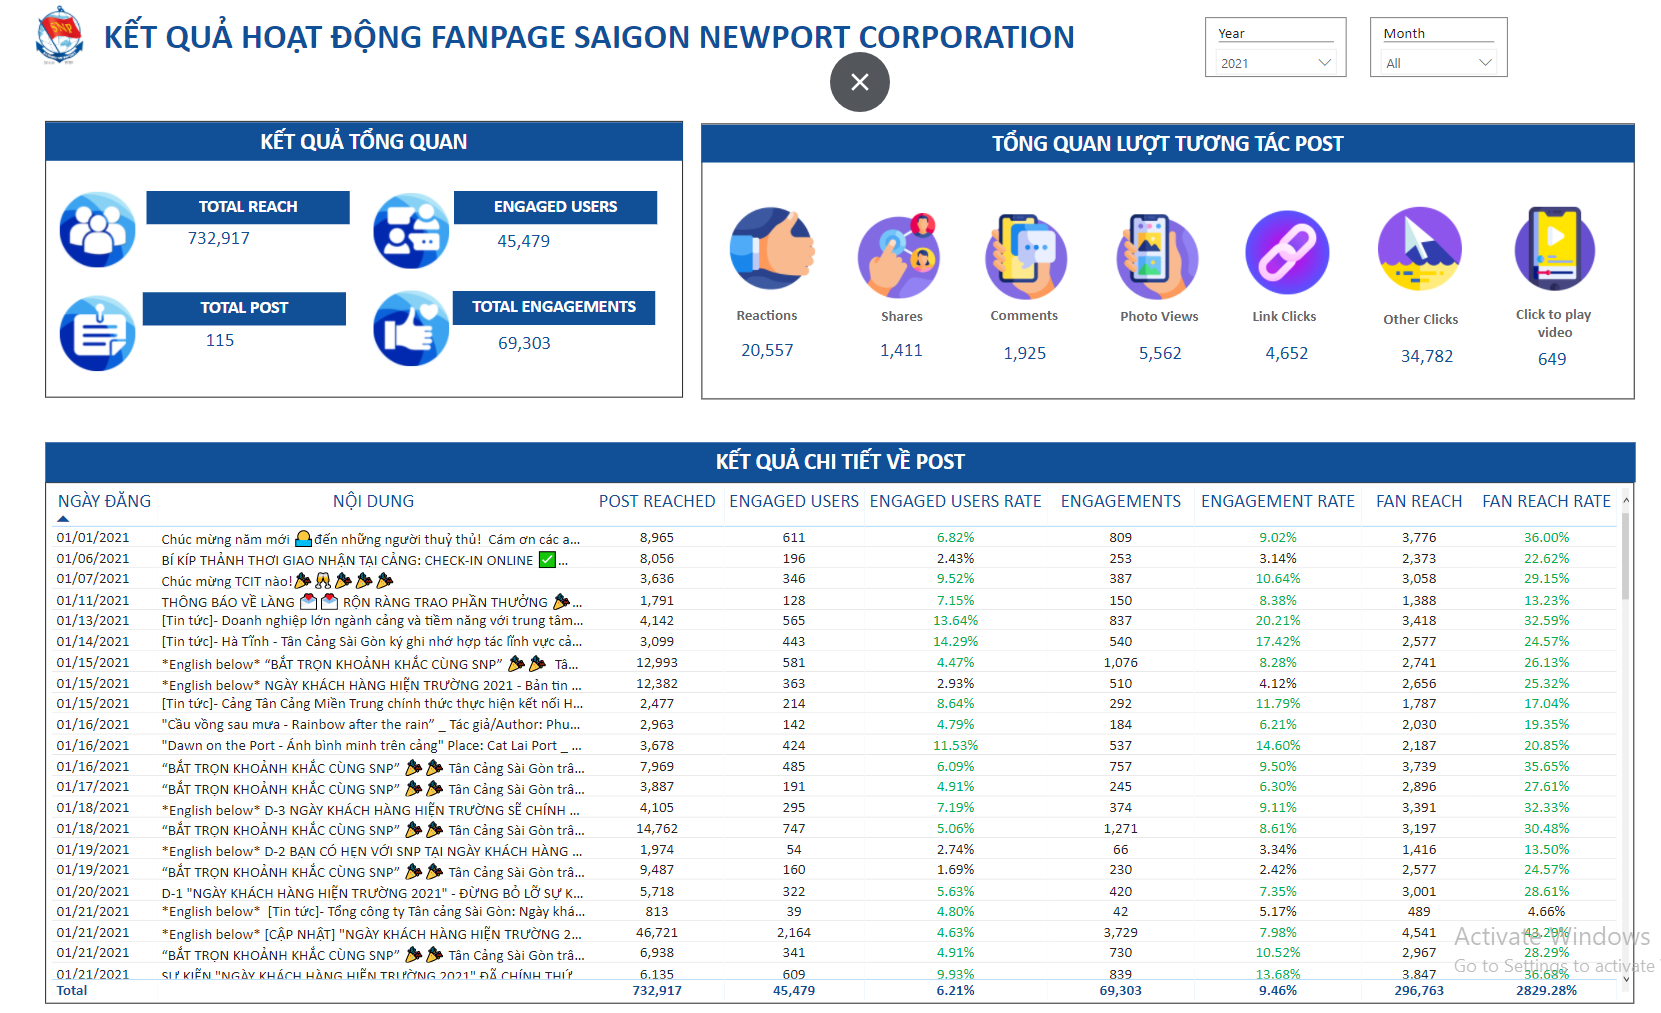 SNP
KẾT QUẢ HOẠT ĐỘNG FANPAGE SAIGON NEWPORT CORPORATION
Year
2021
Month
All
KẾT QUẢ TỔNG QUAN
TOTAL REACH
732,917
ENGAGED USERS
45,479
TOTAL POST
115
TOTAL ENGAGEMENTS
69,303
TỔNG QUAN LƯỢT TƯƠNG TÁC POST
Reactions
20,557
Shares
1,411
Comments
1,925
Photo Views
5,562
Link Clicks
4,652
Other Clicks
34,782
Click to play
video
649
KẾT QUẢ CHI TIẾT VỀ POST
NGÀY ĐĂNG NỘI DUNG POST REACHED ENGAGED USERS ENGAGED USERS RATE ENGAGEMENTS ENGAGEMENT RATE FAN REACH FAN REACH RATE
01/01/2021 Chúc mừng năm mới đến những người thuỷ thủ! Cám ơn các a... 8,965 611 6.82% 809 9.02% 3,776 36.00%
01/06/2021 BÍ KÍP THẢNH THƠI GIAO NHẬN TẠI CẢNG: CHECK-IN ONLINE ✅ ... 8,056 196 2.43% 253 3.14% 2,373 22.62%
01/07/2021 Chúc mừng TCIT nào!🎉🥂🎉🎉🎉 3,636 346 9.52% 387 10.64% 3,058 29.15%
01/11/2021 THÔNG BÁO VỀ LÀNG 💌💌 RỘN RÀNG TRAO PHẦN THƯỞNG 🎉... 1,791 128 7.15% 150 8.38% 1,388 13.23%
01/13/2021 [Tin tức]- Doanh nghiệp lớn ngành cảng và tiềm năng với trung tâm... 4,142 565 13.64% 837 20.21% 3,418 32.59%
01/14/2021 [Tin tức]- Hà Tĩnh - Tân Cảng Sài Gòn ký ghi nhớ hợp tác lĩnh vực cả... 3,099 443 14.29% 540 17.42% 2,577 24.57%
01/15/2021 *English below* “BẮT TRỌN KHOẢNH KHẮC CÙNG SNP” 🎉🎉 Tâ... 12,993 581 4.47% 1,076 8.28% 2,741 26.13%
01/15/2021 *English below* NGÀY KHÁCH HÀNG HIỆN TRƯỜNG 2021 - Bản tin ... 12,382 363 2.93% 510 4.12% 2,656 25.32%
01/15/2021 [Tin tức]- Cảng Tân Cảng Miền Trung chính thức thực hiện kết nối H... 2,477 214 8.64% 292 11.79% 1,787 17.04%
01/16/2021 "Cầu vồng sau mưa - Rainbow after the rain” _ Tác giả/Author: Phu... 2,963 142 4.79% 184 6.21% 2,030 19.35%
01/16/2021 "Dawn on the Port - Ánh bình minh trên cảng" Place: Cat Lai Port _ ... 3,678 424 11.53% 537 14.60% 2,187 20.85%
01/16/2021 “BẮT TRỌN KHOẢNH KHẮC CÙNG SNP” 🎉🎉 Tân Cảng Sài Gòn trâ... 7,969 485 6.09% 757 9.50% 3,739 35.65%
01/17/2021 “BẮT TRỌN KHOẢNH KHẮC CÙNG SNP” 🎉🎉 Tân Cảng Sài Gòn trâ... 3,887 191 4.91% 245 6.30% 2,896 27.61%
01/18/2021 *English below* D-3 NGÀY KHÁCH HÀNG HIỆN TRƯỜNG SẼ CHÍNH ... 4,105 295 7.19% 374 9.11% 3,391 32.33%
01/18/2021 “BẮT TRỌN KHOẢNH KHẮC CÙNG SNP” 🎉🎉 Tân Cảng Sài Gòn trâ... 14,762 747 5.06% 1,271 8.61% 3,197 30.48%
01/19/2021 *English below* D-2 BẠN CÓ HẸN VỚI SNP TẠI NGÀY KHÁCH HÀNG ... 1,974 54 2.74% 66 3.34% 1,416 13.50%
01/19/2021 “BẮT TRỌN KHOẢNH KHẮC CÙNG SNP” 🎉🎉 Tân Cảng Sài Gòn trâ... 9,487 160 1.69% 230 2.42% 2,577 24.57%
01/20/2021 D-1 "NGÀY KHÁCH HÀNG HIỆN TRƯỜNG 2021" - ĐỪNG BỎ LỠ SỰ K... 5,718 322 5.63% 420 7.35% 3,001 28.61%
01/21/2021 *English below* [Tin tức]- Tổng công ty Tân cảng Sài Gòn: Ngày khá... 813 39 4.80% 42 5.17% 489 4.66%
01/21/2021 *English below* [CẬP NHẬT] "NGÀY KHÁCH HÀNG HIỆN TRƯỜNG 2... 46,721 2,164 4.63% 3,729 7.98% 4,541 43.29%
01/21/2021 “BẮT TRỌN KHOẢNH KHẮC CÙNG SNP” 🎉🎉 Tân Cảng Sài Gòn trâ... 6,938 341 4.91% 730 10.52% 2,967 28.29%
01/21/2021 SỰ KIỆN "NGÀY KHÁCH HÀNG HIỆN TRƯỜNG 2021" ĐÃ CHÍNH THỨ... 6,135 609 9.93% 839 13.68% 3,847 36.68%
Total 732,917 45,479 6.21% 69,303 9.46% 296,763 2829.28%
Activate Windows
Go to Settings to activate